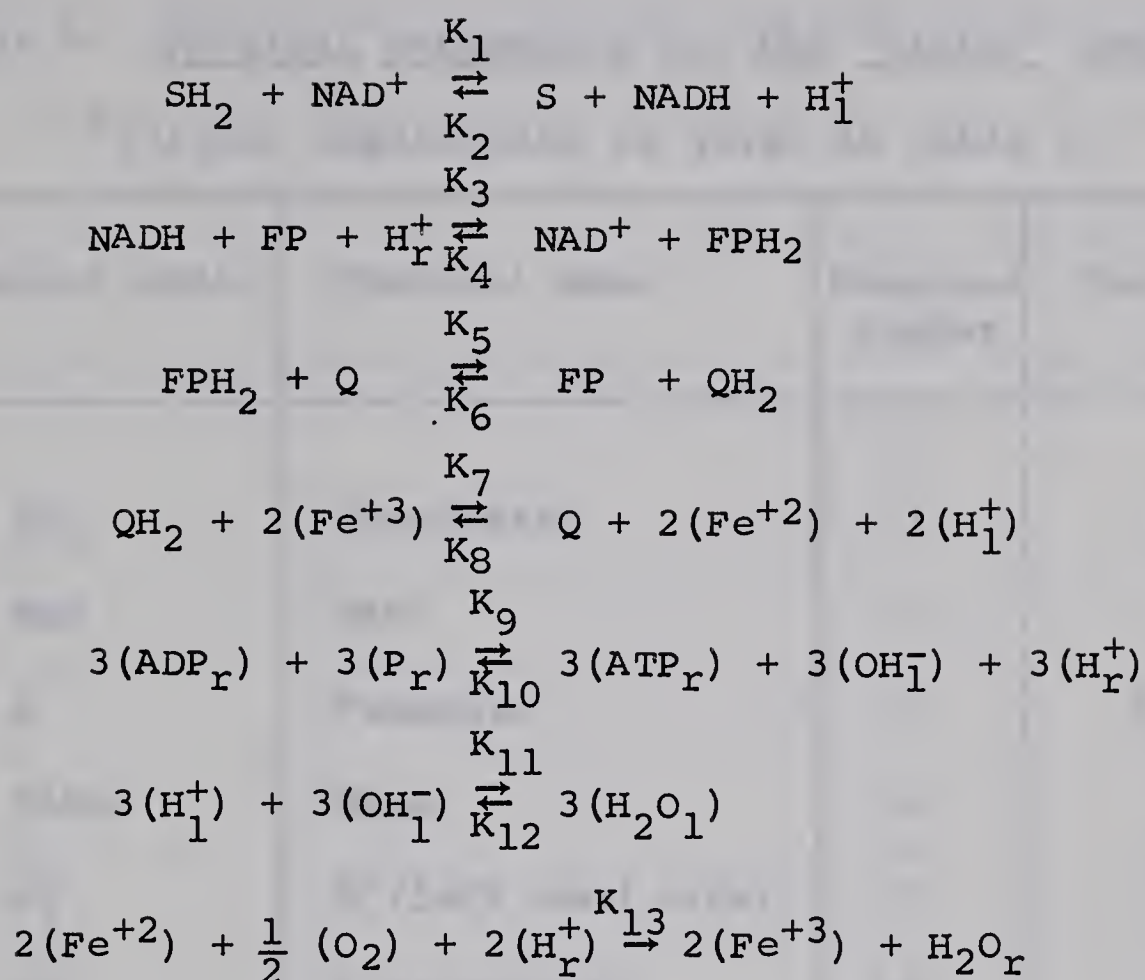 K₁
SH₂ + NAD⁺ ⇄ S + NADH + H₁⁺
K₂
K₃
NADH + FP + Hᵣ⁺ ⇄ NAD⁺ + FPH₂
K₄
K₅
FPH₂ + Q ⇄ FP + QH₂
K₆
K₇
QH₂ + 2(Fe⁺³) ⇄ Q + 2(Fe⁺²) + 2(H₁⁺)
K₈
K₉
3(ADPᵣ) + 3(Pᵣ) ⇄ 3(ATPᵣ) + 3(OH₁⁻) + 3(Hᵣ⁺)
K₁₀
K₁₁
3(H₁⁺) + 3(OH₁⁻) ⇄ 3(H₂O₁)
K₁₂
K₁₃
2(Fe⁺²) + 1/2 (O₂) + 2(Hᵣ⁺) → 2(Fe⁺³) + H₂Oᵣ